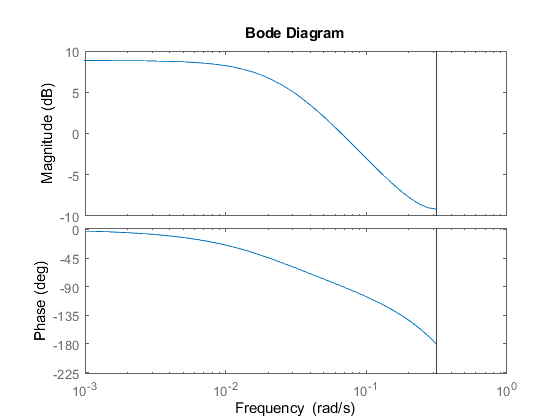 Bode Diagram
Magnitude (dB)
10
5
0
-5
-10
Phase (deg)
0
-45
-90
-135
-180
-225
10^-3 10^-2 10^-1 10^0
Frequency (rad/s)